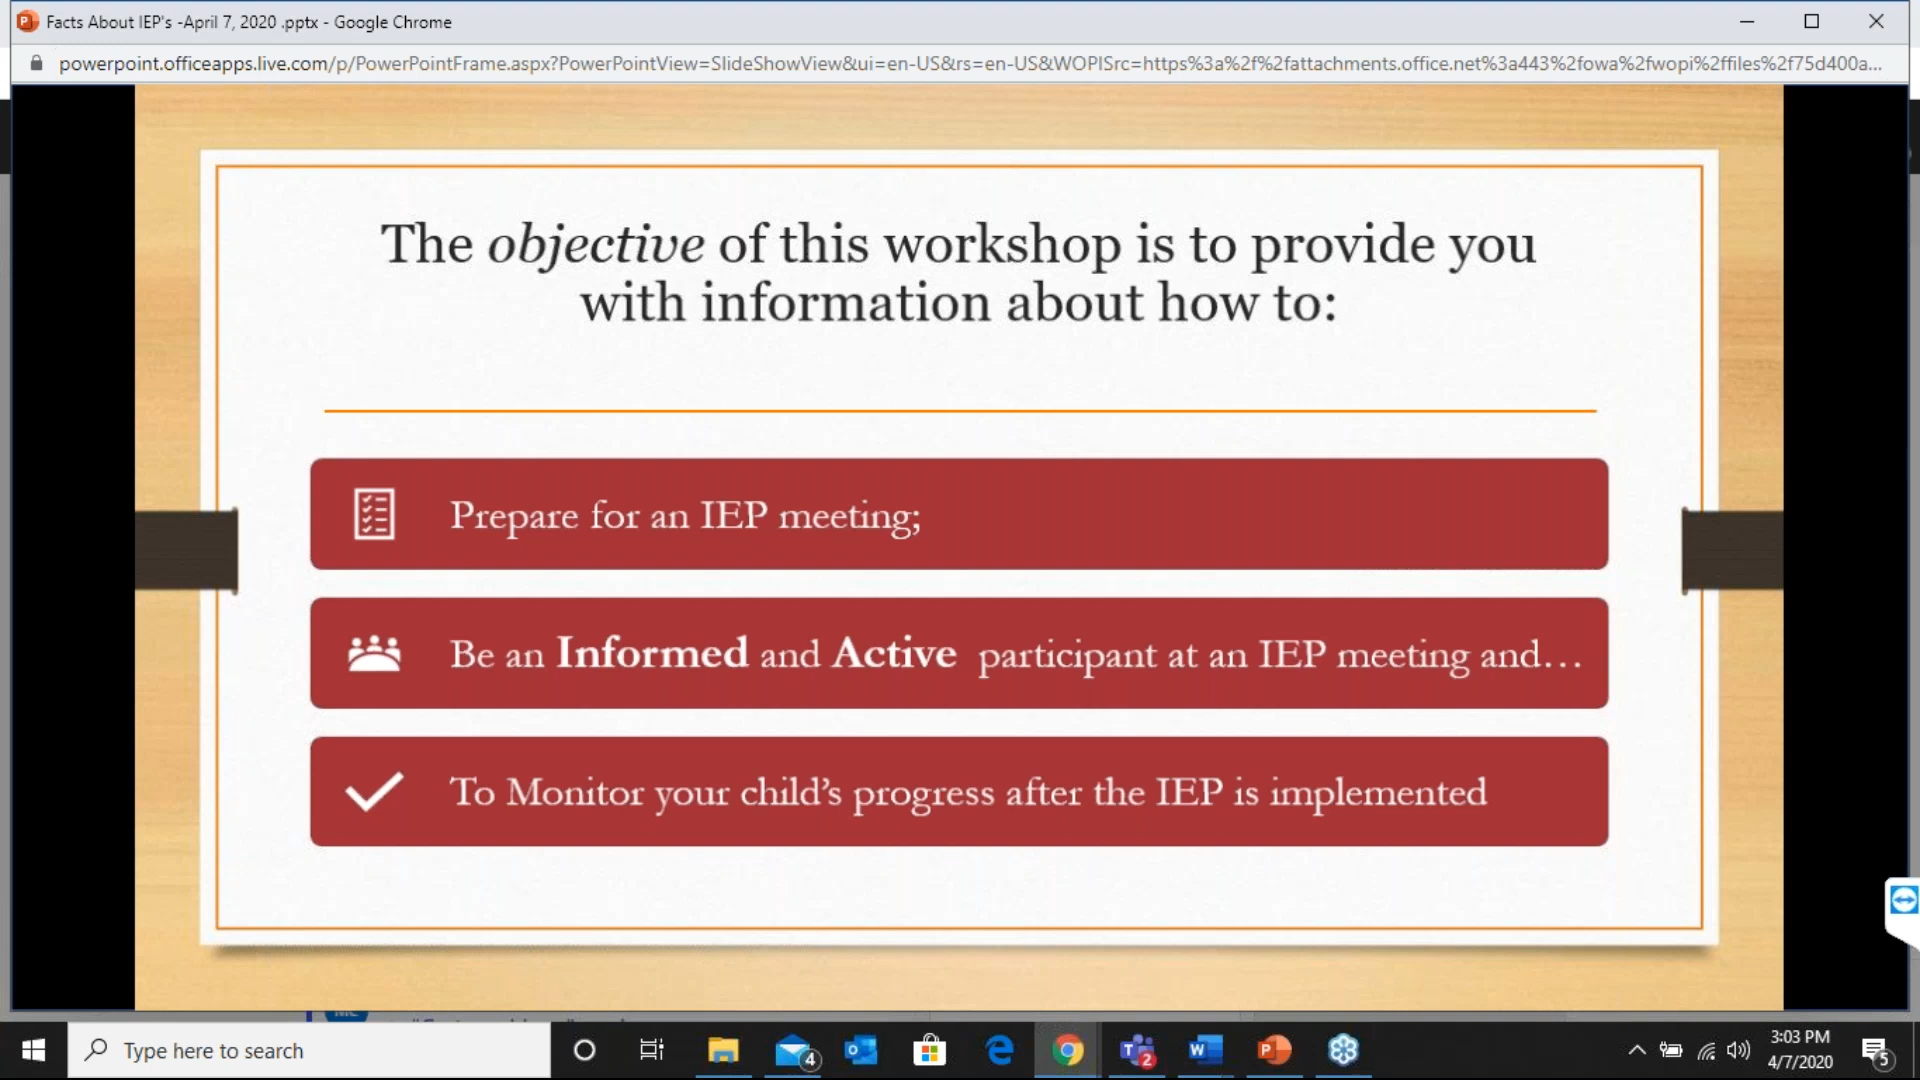 Facts About IEP's -April 7, 2020 .pptx - Google Chrome
powerpoint.officeapps.live.com/p/PowerPointFrame.aspx?PowerPointView=SlideShowView&ui=en-US&rs=en-US&WOPISrc=https%3a%2f%2fattachments.office.net%3a443%2fowa%2fwopi%2ffiles%2f75d400a...
The objective of this workshop is to provide you
with information about how to:
Prepare for an IEP meeting;
Be an Informed and Active participant at an IEP meeting and…
To Monitor your child’s progress after the IEP is implemented
Type here to search
4
2
3:03 PM
4/7/2020
5